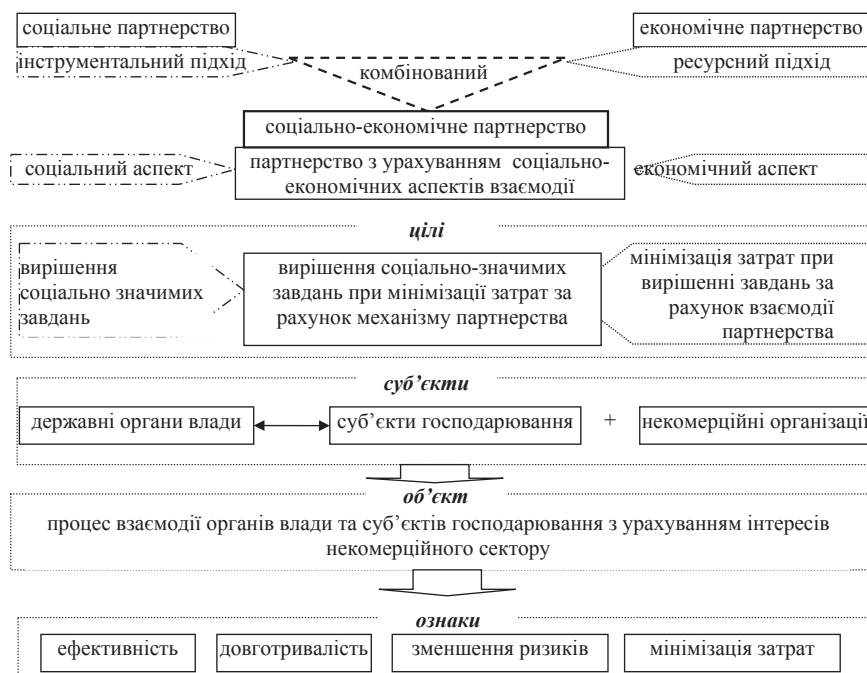 соціальне партнерство
економічне партнерство
інструментальний підхід
комбінований
ресурсний підхід
соціально-економічне партнерство
соціальний аспект
партнерство з урахуванням соціально-
економічних аспектів взаємодії
економічний аспект
цілі
вирішення
соціально значимих
завдань
вирішення соціально-значимих
завдань при мінімізації затрат за
рахунок механізму партнерства
мінімізація затрат при
вирішенні завдань за
рахунок взаємодії
партнерства
суб’єкти
державні органи влади
суб’єкти господарювання
+
некомерційні організації
об’єкт
процес взаємодії органів влади та суб’єктів господарювання з урахуванням інтересів
некомерційного сектору
ознаки
ефективність
довготривалість
зменшення ризиків
мінімізація затрат